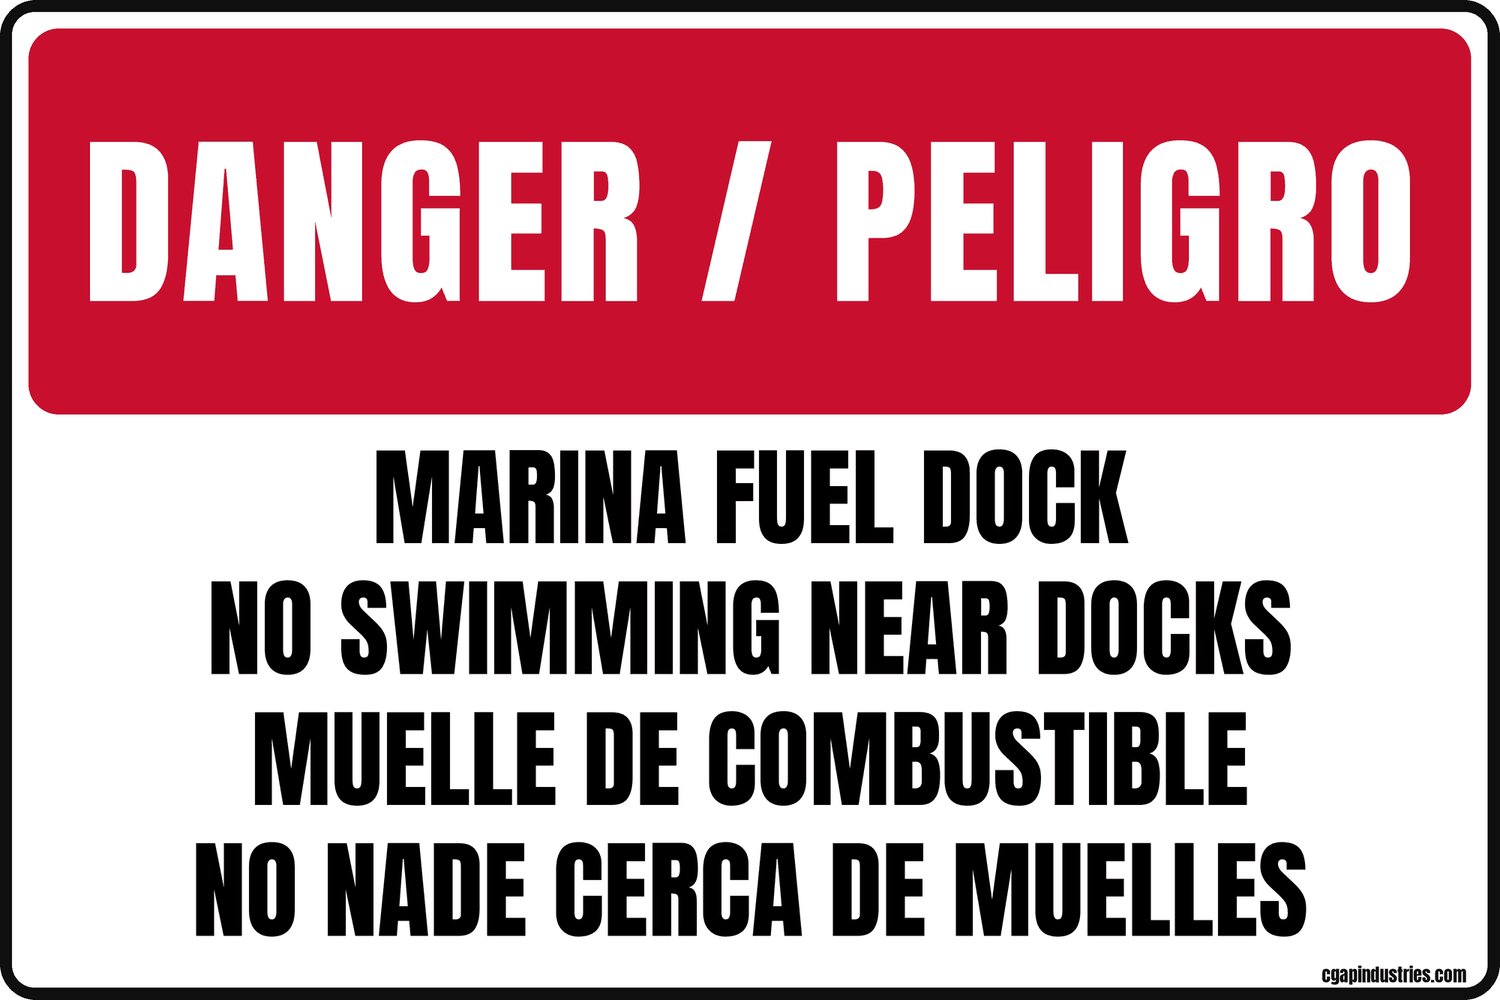 DANGER / PELIGRO
MARINA FUEL DOCK
NO SWIMMING NEAR DOCKS
MUELLE DE COMBUSTIBLE
NO NADE CERCA DE MUELLES
cgapindustries.com